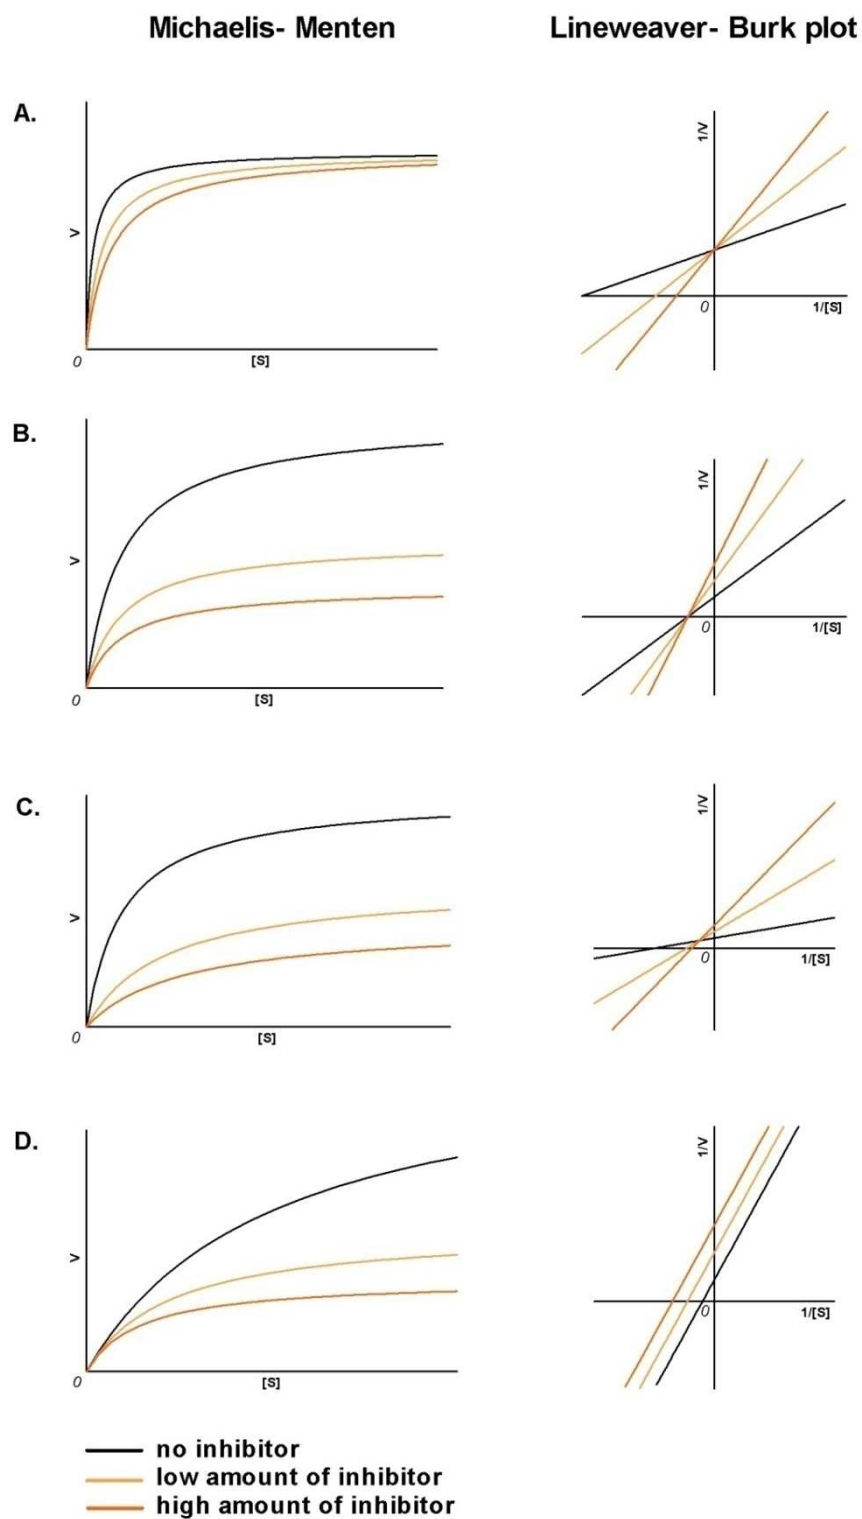 Michaelis- Menten Lineweaver- Burk plot
A.
v
0
[S]
1/V
0
1/[S]
B.
v
0
[S]
1/V
0
1/[S]
C.
v
0
[S]
1/V
0
1/[S]
D.
v
0
[S]
1/V
0
1/[S]
no inhibitor
low amount of inhibitor
high amount of inhibitor